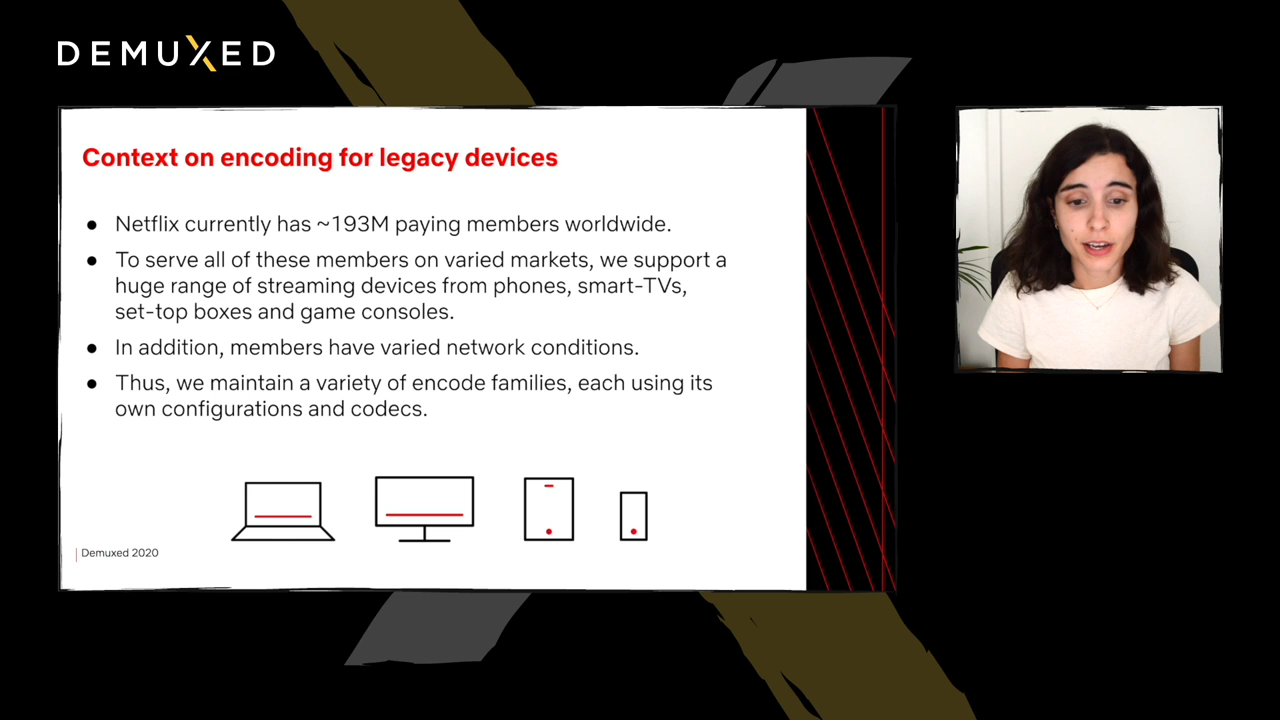 DEMUXED
Context on encoding for legacy devices
● Netflix currently has ~193M paying members worldwide.
● To serve all of these members on varied markets, we support a
huge range of streaming devices from phones, smart-TVs,
set-top boxes and game consoles.
● In addition, members have varied network conditions.
● Thus, we maintain a variety of encode families, each using its
own configurations and codecs.
Demuxed 2020